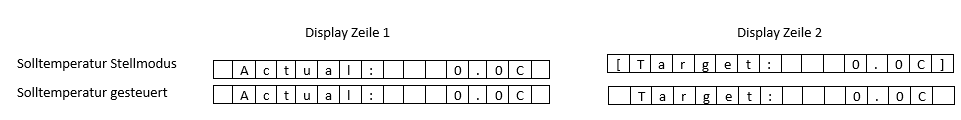 Display Zeile 1 Display Zeile 2
Solltemperatur Stellmodus Actual: 0.0C [Target: 0.0C]
Solltemperatur gesteuert Actual: 0.0C Target: 0.0C